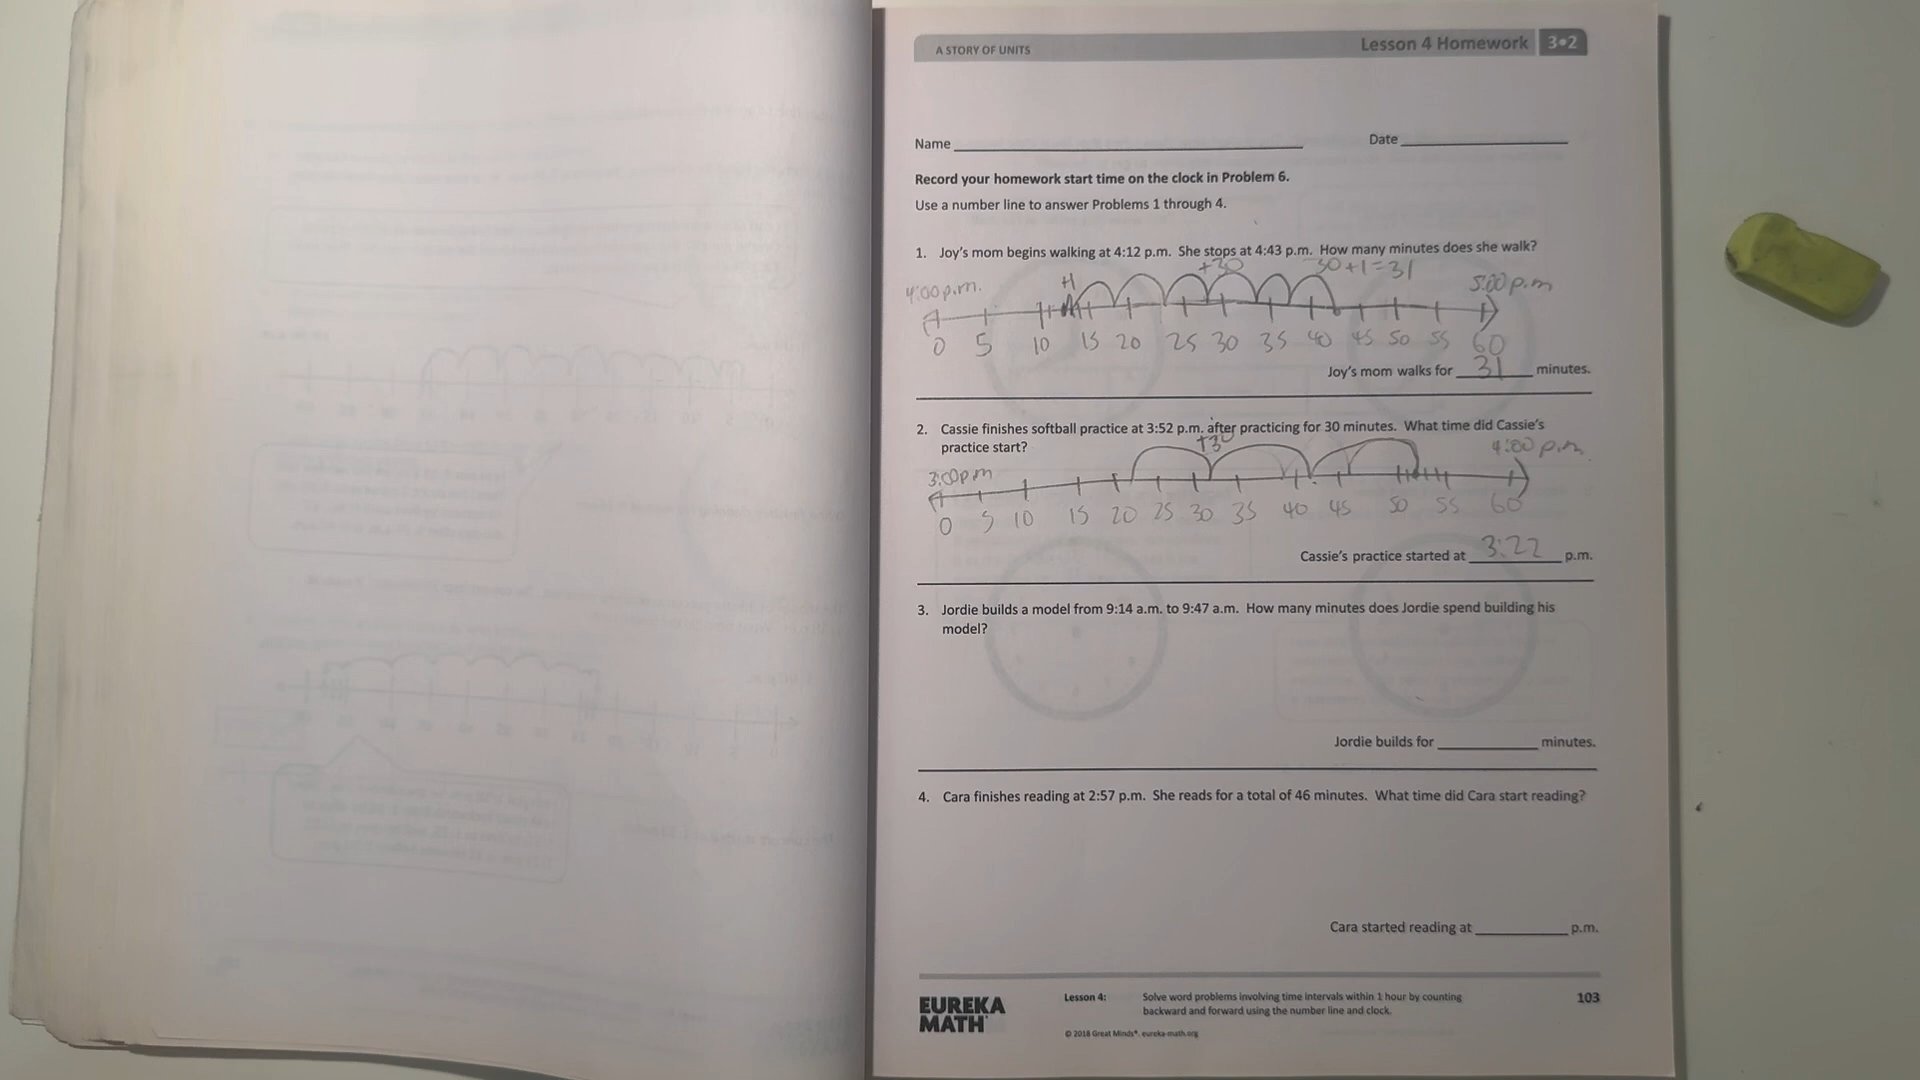 A STORY OF UNITS
Lesson 4 Homework 3•2
Name
Date
Record your homework start time on the clock in Problem 6.
Use a number line to answer Problems 1 through 4.
1. Joy's mom begins walking at 4:12 p.m. She stops at 4:43 p.m. How many minutes does she walk?
+1 +30 30+1=31
4:00 p.m. 5:00 p.m
0 5 10 15 20 25 30 35 40 45 50 55 60
Joy's mom walks for 31 minutes.
2. Cassie finishes softball practice at 3:52 p.m. after practicing for 30 minutes. What time did Cassie's
practice start?
+30
3:00pm 4:00 p.m
0 5 10 15 20 25 30 35 40 45 50 55 60
Cassie's practice started at 3:22 p.m.
3. Jordie builds a model from 9:14 a.m. to 9:47 a.m. How many minutes does Jordie spend building his
model?
Jordie builds for minutes.
4. Cara finishes reading at 2:57 p.m. She reads for a total of 46 minutes. What time did Cara start reading?
Cara started reading at p.m.
EUREKA
MATH
Lesson 4: Solve word problems involving time intervals within 1 hour by counting
backward and forward using the number line and clock.
103
© 2018 Great Minds®. eureka-math.org